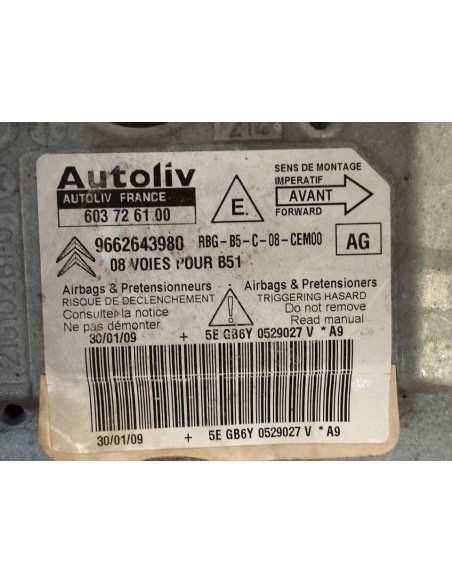 214
Autoliv
AUTOLIV FRANCE
603 72 61 00
E
SENS DE MONTAGE
IMPERATIF
AVANT
FORWARD
9662643980 RBG-B5-C-08-CEM00 AG
08 VOIES POUR B51
Airbags & Pretensionneurs
RISQUE DE DECLENCHEMENT
Consulter la notice
Ne pas démonter
!
Airbags & Pretensioners
TRIGGERING HASARD
Do not remove
Read manual
30/01/09 + 5E GB6Y 0529027 V * A9
30/01/09 + 5E GB6Y 0529027 V * A9